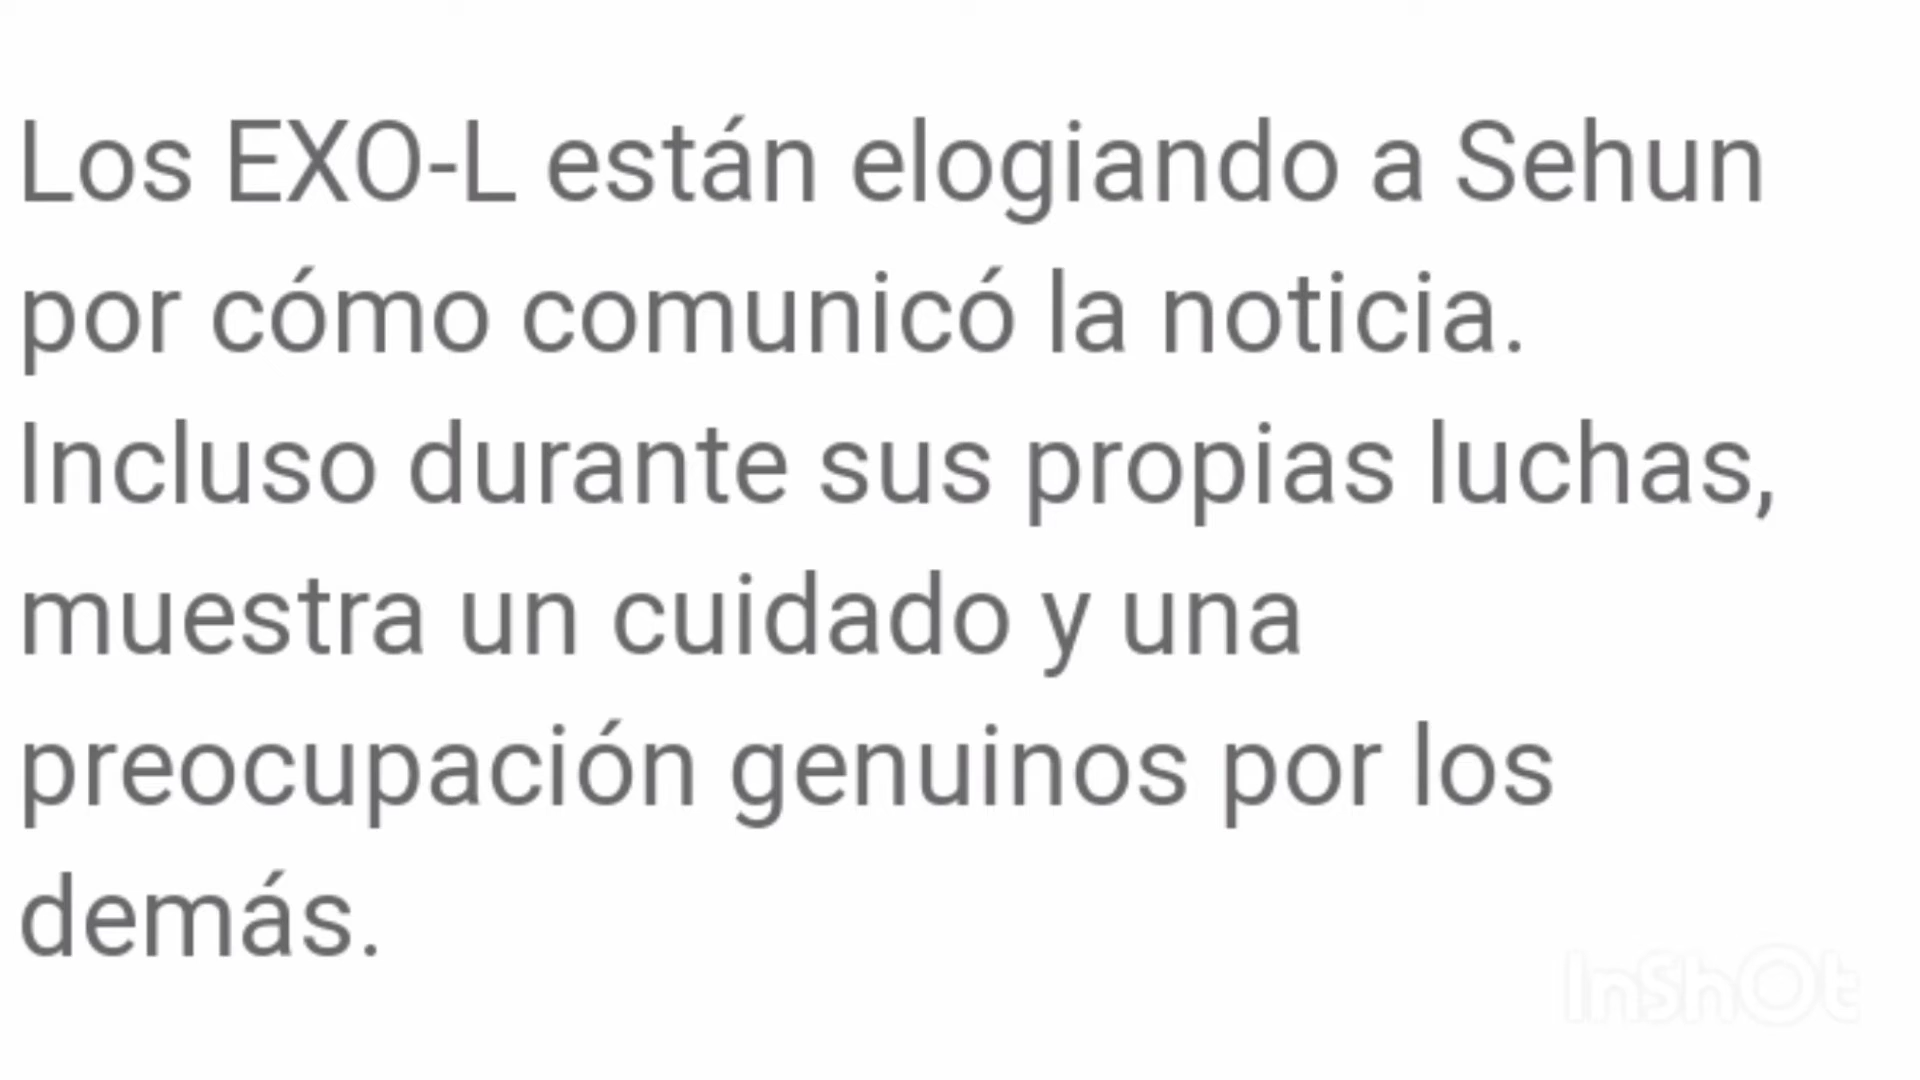 Los EXO-L están elogiando a Sehun
por cómo comunicó la noticia.
Incluso durante sus propias luchas,
muestra un cuidado y una
preocupación genuinos por los
demás.
InShOt